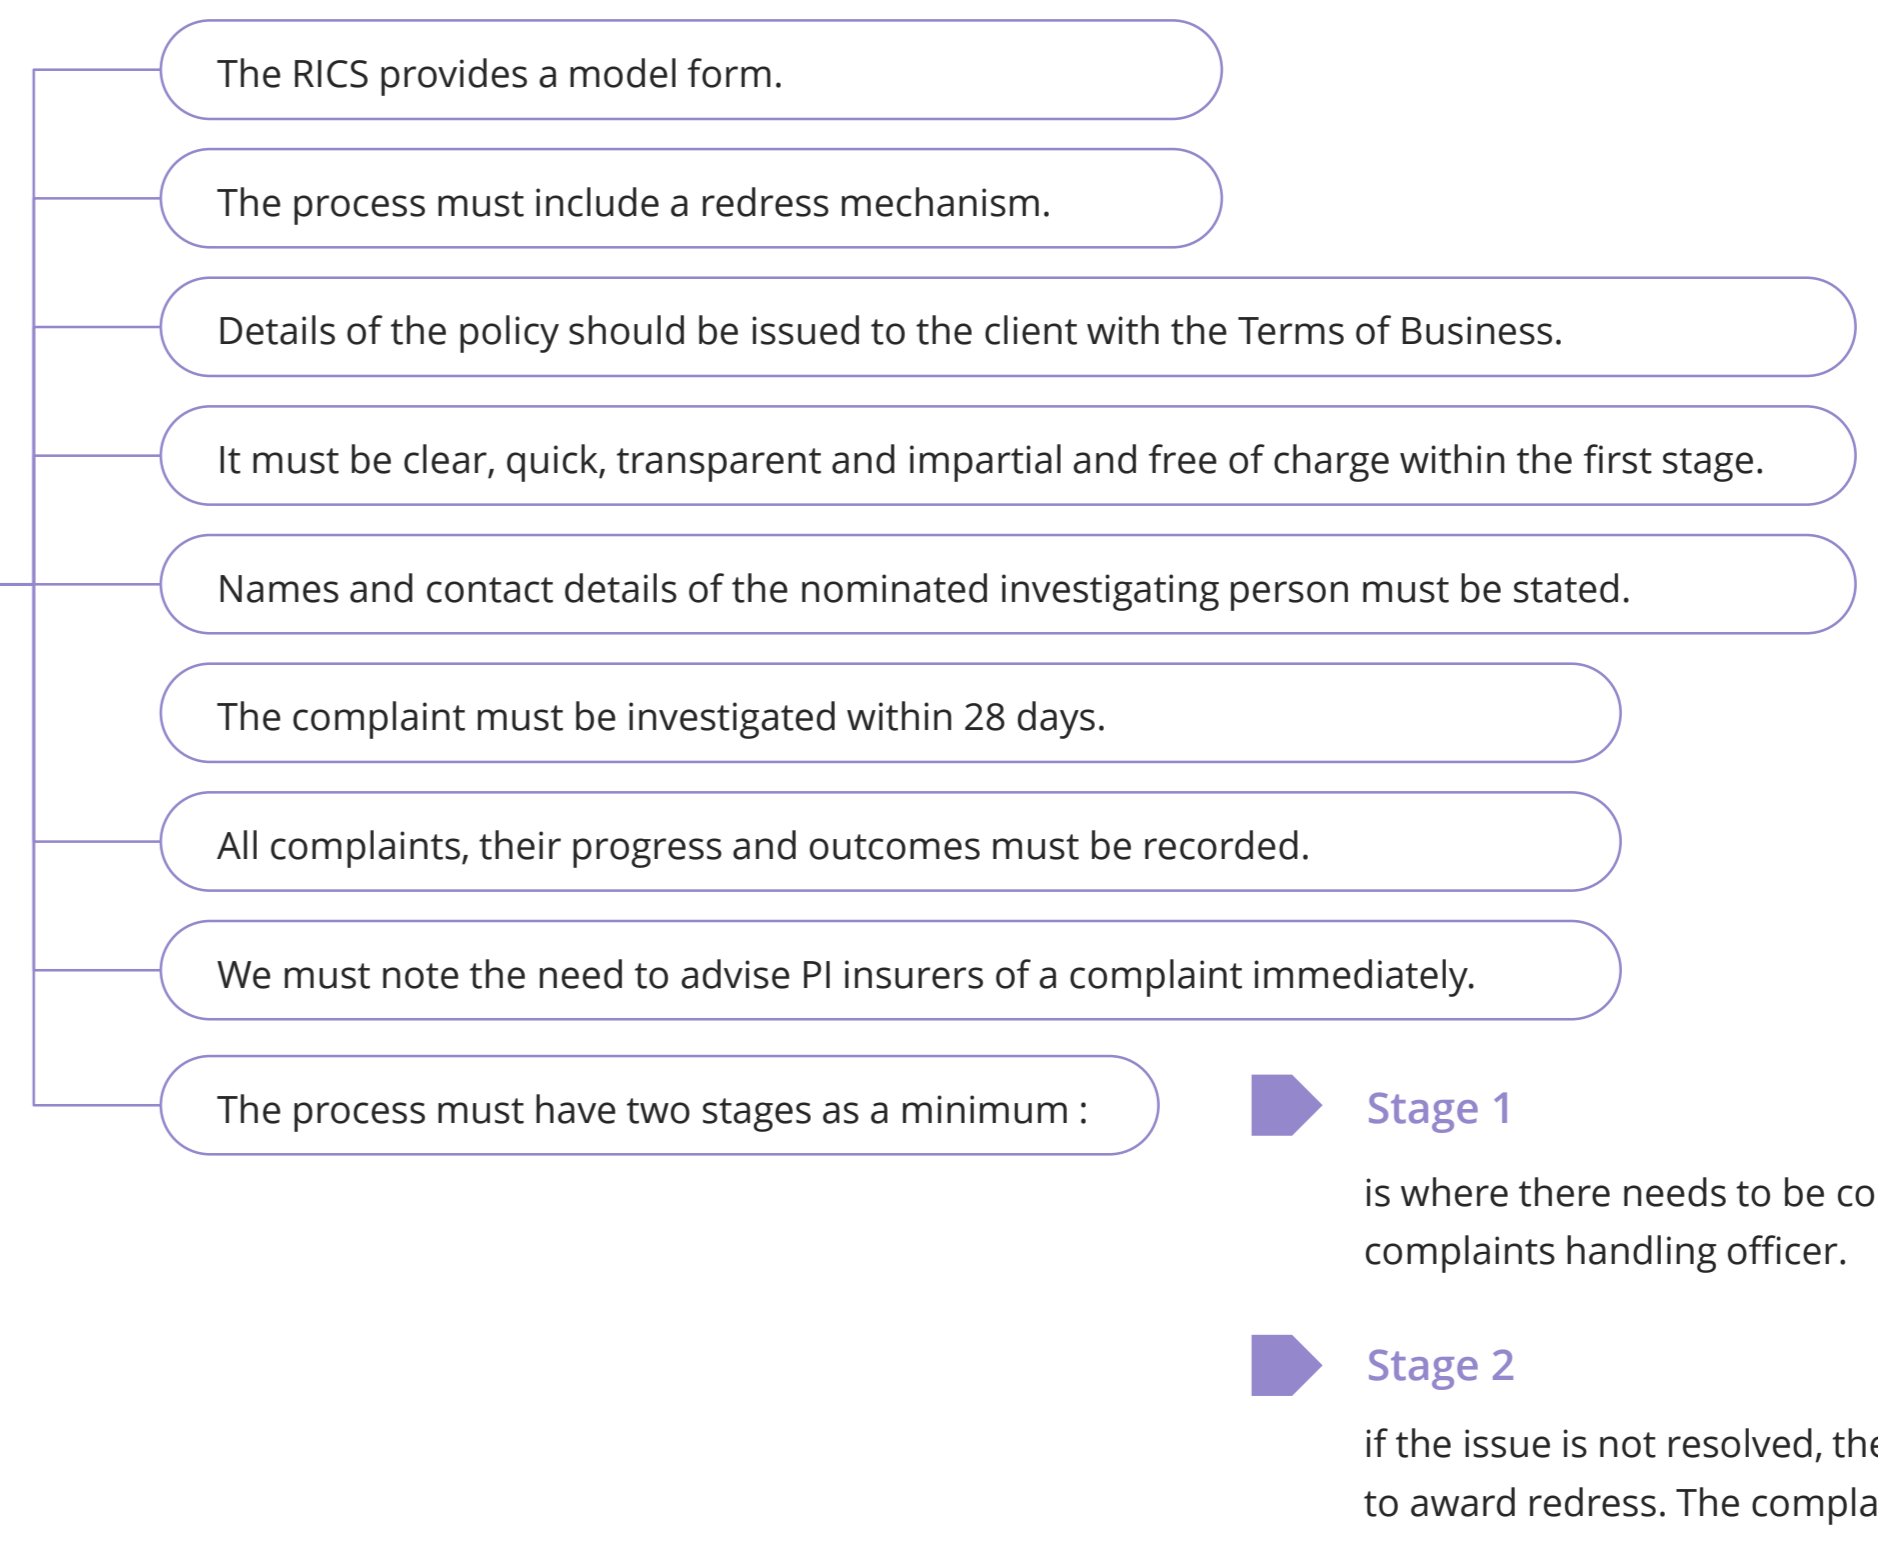 The RICS provides a model form.
The process must include a redress mechanism.
Details of the policy should be issued to the client with the Terms of Business.
It must be clear, quick, transparent and impartial and free of charge within the first stage.
Names and contact details of the nominated investigating person must be stated.
The complaint must be investigated within 28 days.
All complaints, their progress and outcomes must be recorded.
We must note the need to advise PI insurers of a complaint immediately.
The process must have two stages as a minimum :
Stage 1
is where there needs to be
complaints handling officer.
Stage 2
if the issue is not resolved,
to award redress. The